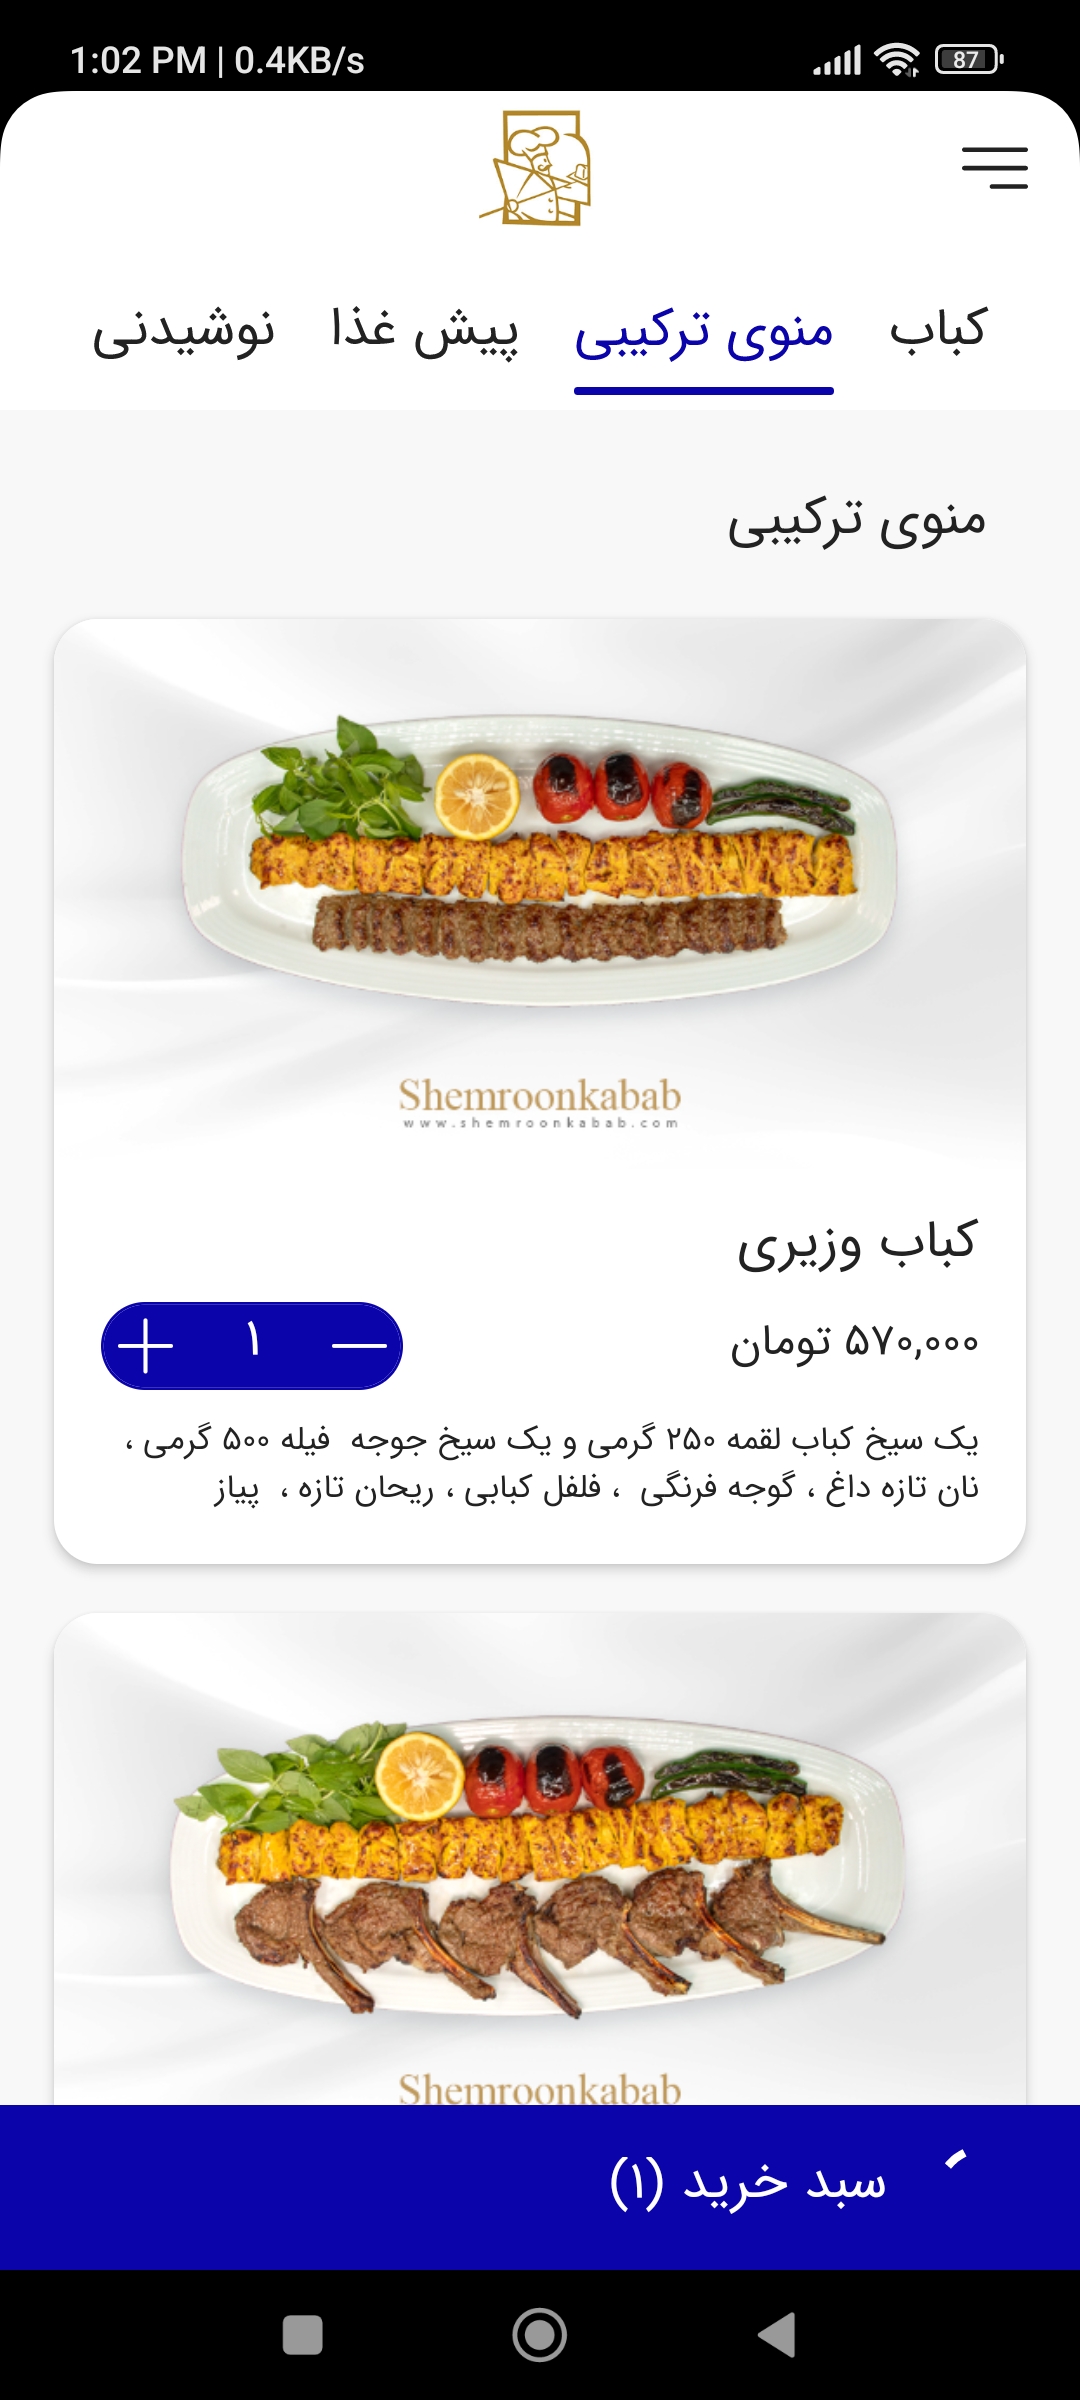 1:02 PM | 0.4KB/s
87
کباب
منوی ترکیبی
پیش غذا
نوشیدنی
منوی ترکیبی
Shemroonkabab
www.shemroonkabab.com
کباب وزیری
۵۷۰,۰۰۰ تومان
۱
یک سیخ کباب لقمه ۲۵۰ گرمی و یک سیخ جوجه فیله ۵۰۰ گرمی ،
نان تازه داغ ، گوجه فرنگی ، فلفل کبابی ، ریحان تازه ، پیاز
Shemroonkabab
سبد خرید (۱)